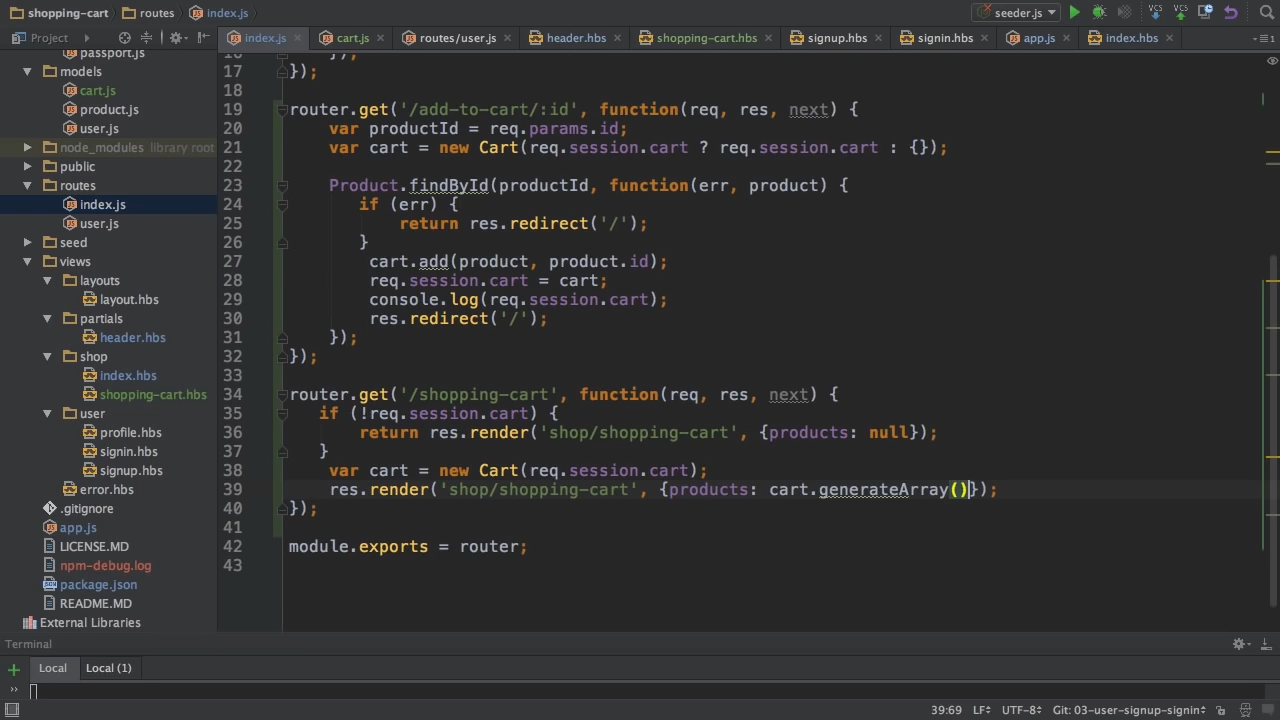 shopping-cart routes index.js seeder.js VCS VCS
Project index.js cart.js routes/user.js header.hbs shopping-cart.hbs signup.hbs signin.hbs app.js index.hbs
passport.js
models
cart.js
product.js
user.js
node_modules library root
public
routes
index.js
user.js
seed
views
layouts
layout.hbs
partials
header.hbs
shop
index.hbs
shopping-cart.hbs
user
profile.hbs
signin.hbs
signup.hbs
error.hbs
.gitignore
app.js
LICENSE.MD
npm-debug.log
package.json
README.MD
External Libraries
16 });
17 });
18
19 router.get('/add-to-cart/:id', function(req, res, next) {
20 var productId = req.params.id;
21 var cart = new Cart(req.session.cart ? req.session.cart : {});
22
23 Product.findById(productId, function(err, product) {
24 if (err) {
25 return res.redirect('/');
26 }
27 cart.add(product, product.id);
28 req.session.cart = cart;
29 console.log(req.session.cart);
30 res.redirect('/');
31 });
32 });
33
34 router.get('/shopping-cart', function(req, res, next) {
35 if (!req.session.cart) {
36 return res.render('shop/shopping-cart', {products: null});
37 }
38 var cart = new Cart(req.session.cart);
39 res.render('shop/shopping-cart', {products: cart.generateArray()});
40 });
41
42 module.exports = router;
43
Terminal
Local Local (1)
39:69 LF UTF-8 Git: 03-user-signup-signin